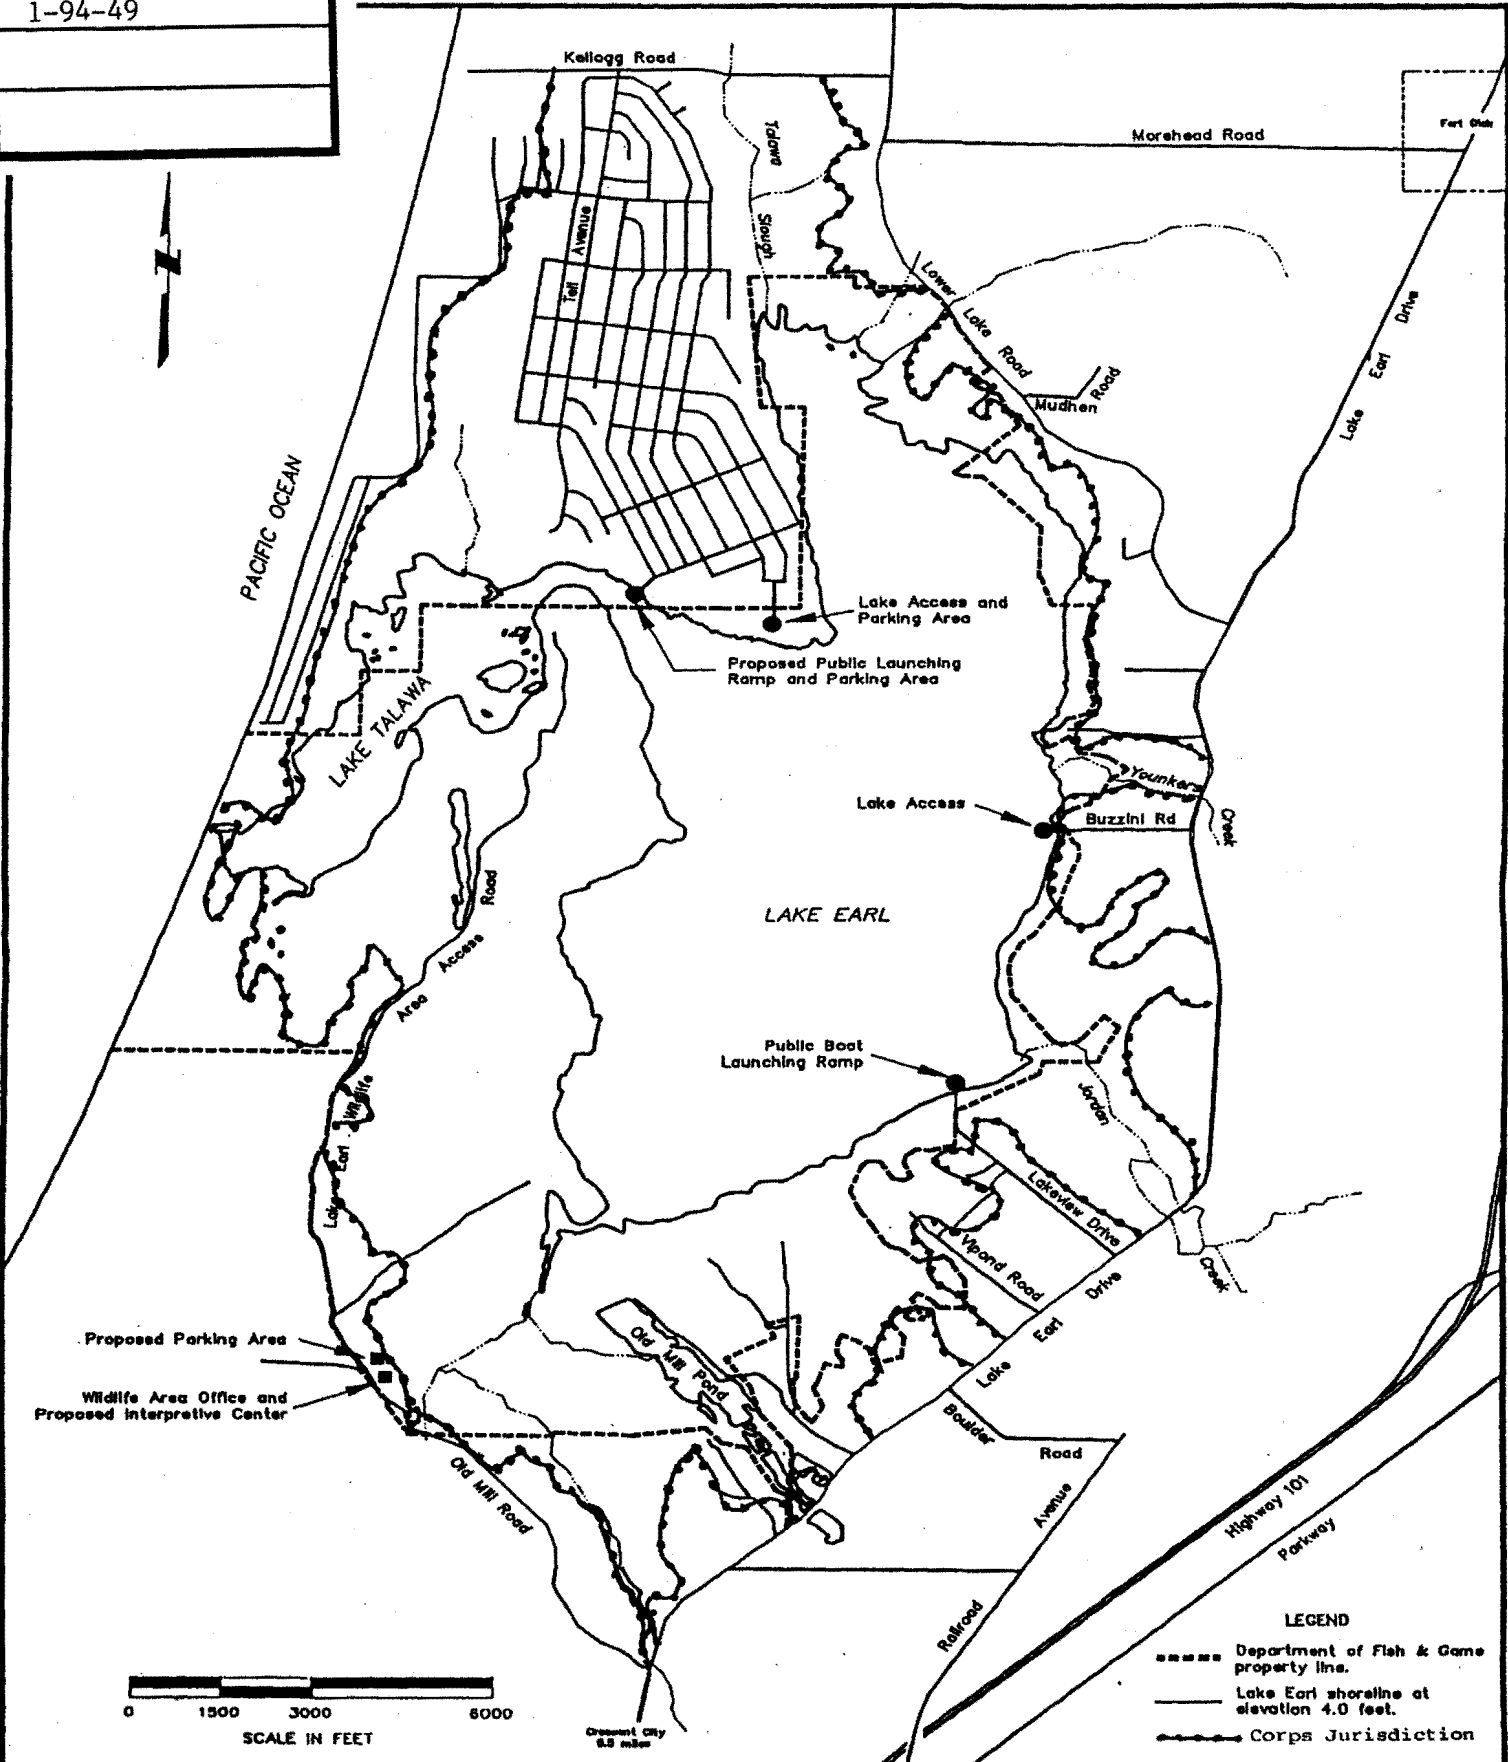 1-94-49
Kellogg Road
Morehead Road
Fort Dick
Talawa
Slough
Avenue
Tell
Lower Lake Road
Mudhen Road
Lake Earl Drive
PACIFIC OCEAN
Lake Access and
Parking Area
Proposed Public Launching
Ramp and Parking Area
LAKE TALAWA
Younkers
Creek
Lake Access
Buzzini Rd
Road
Access
Area
Wildlife
Earl
Lake
LAKE EARL
Public Boat
Launching Ramp
Jordan
Creek
Lakeview Drive
Vipond Road
Drive
Earl
Lake
Proposed Parking Area
Wildlife Area Office and
Proposed Interpretive Center
Old Mill Pond
Old Mill Road
Boulder
Road
Avenue
Railroad
Highway 101
Parkway
LEGEND
Department of Fish & Game
property line.
Lake Earl shoreline at
elevation 4.0 feet.
Corps Jurisdiction
0 1500 3000 6000
SCALE IN FEET
Crescent City
miles